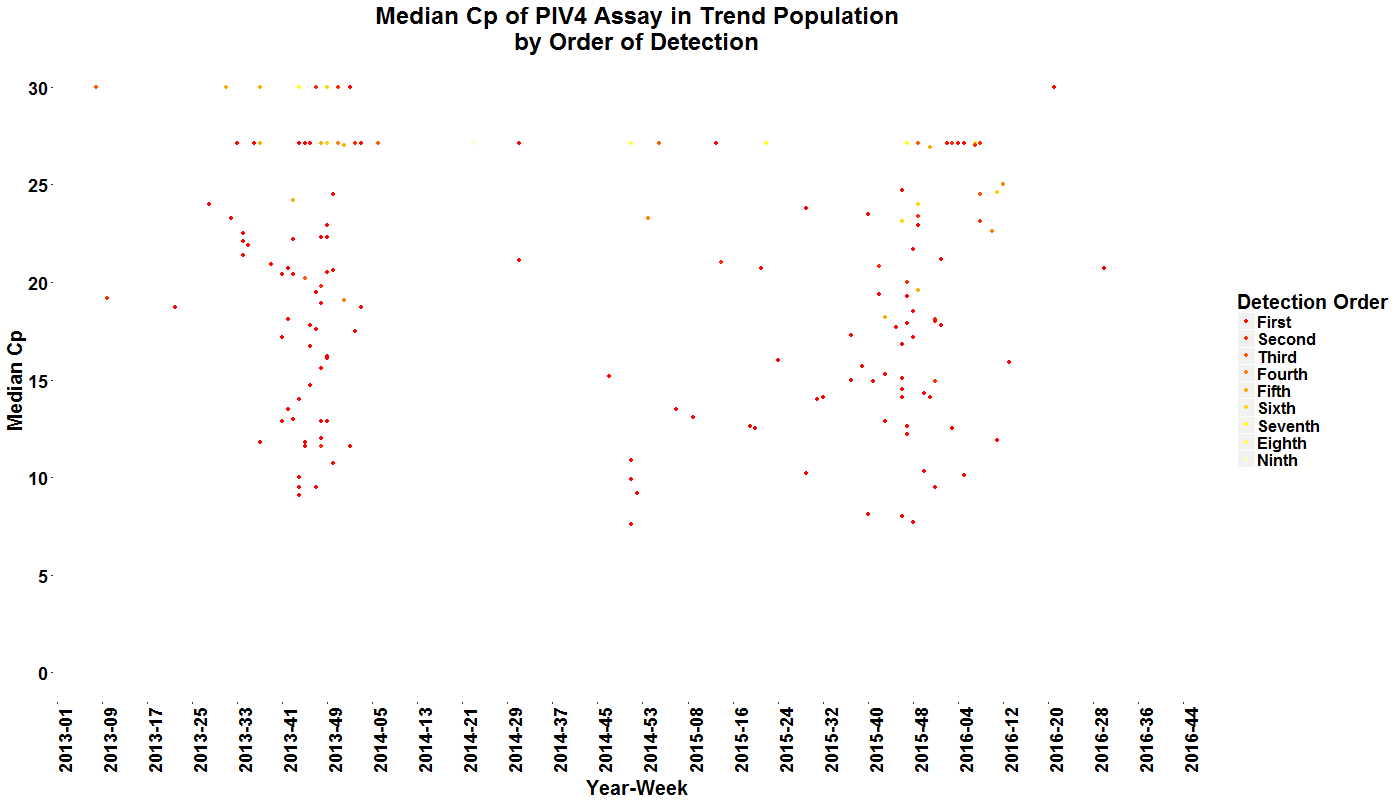 Median Cp of PIV4 Assay in Trend Population
by Order of Detection
Median Cp
30
25
20
15
10
5
0
2013-01
2013-09
2013-17
2013-25
2013-33
2013-41
2013-49
2014-05
2014-13
2014-21
2014-29
2014-37
2014-45
2014-53
2015-08
2015-16
2015-24
2015-32
2015-40
2015-48
2016-04
2016-12
2016-20
2016-28
2016-36
2016-44
Year-Week
Detection Order
First
Second
Third
Fourth
Fifth
Sixth
Seventh
Eighth
Ninth